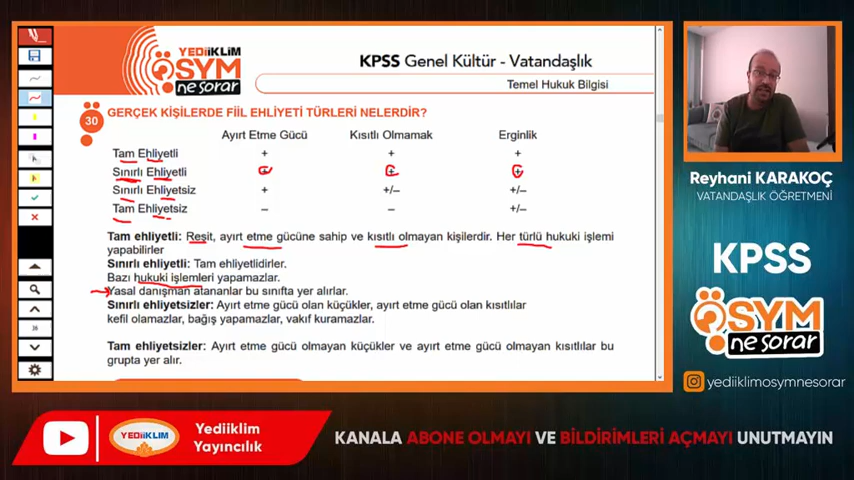 YEDiiKLiM
ÖSYM
ne sorar
KPSS Genel Kültür - Vatandaşlık
Temel Hukuk Bilgisi
30
GERÇEK KİŞİLERDE FİİL EHLİYETİ TÜRLERİ NELERDİR?
Ayırt Etme Gücü Kısıtlı Olmamak Erginlik
Tam Ehliyetli + + +
Sınırlı Ehliyetli + + +
Sınırlı Ehliyetsiz + +/– +/–
Tam Ehliyetsiz – – +/–
Tam ehliyetli: Reşit, ayırt etme gücüne sahip ve kısıtlı olmayan kişilerdir. Her türlü hukuki işlemi
yapabilirler
Sınırlı ehliyetli: Tam ehliyetlidirler.
Bazı hukuki işlemleri yapamazlar.
Yasal danışman atananlar bu sınıfta yer alırlar.
Sınırlı ehliyetsizler: Ayırt etme gücü olan küçükler, ayırt etme gücü olan kısıtlılar
kefil olamazlar, bağış yapamazlar, vakıf kuramazlar.
Tam ehliyetsizler: Ayırt etme gücü olmayan küçükler ve ayırt etme gücü olmayan kısıtlılar bu
grupta yer alır.
Reyhani KARAKOÇ
VATANDAŞLIK ÖĞRETMENİ
KPSS
ÖSYM
ne sorar
yediiklimosymnesorar
YEDİİKLİM
Yediiklim
Yayıncılık
KANALA ABONE OLMAYI VE BİLDİRİMLERİ AÇMAYI UNUTMAYIN